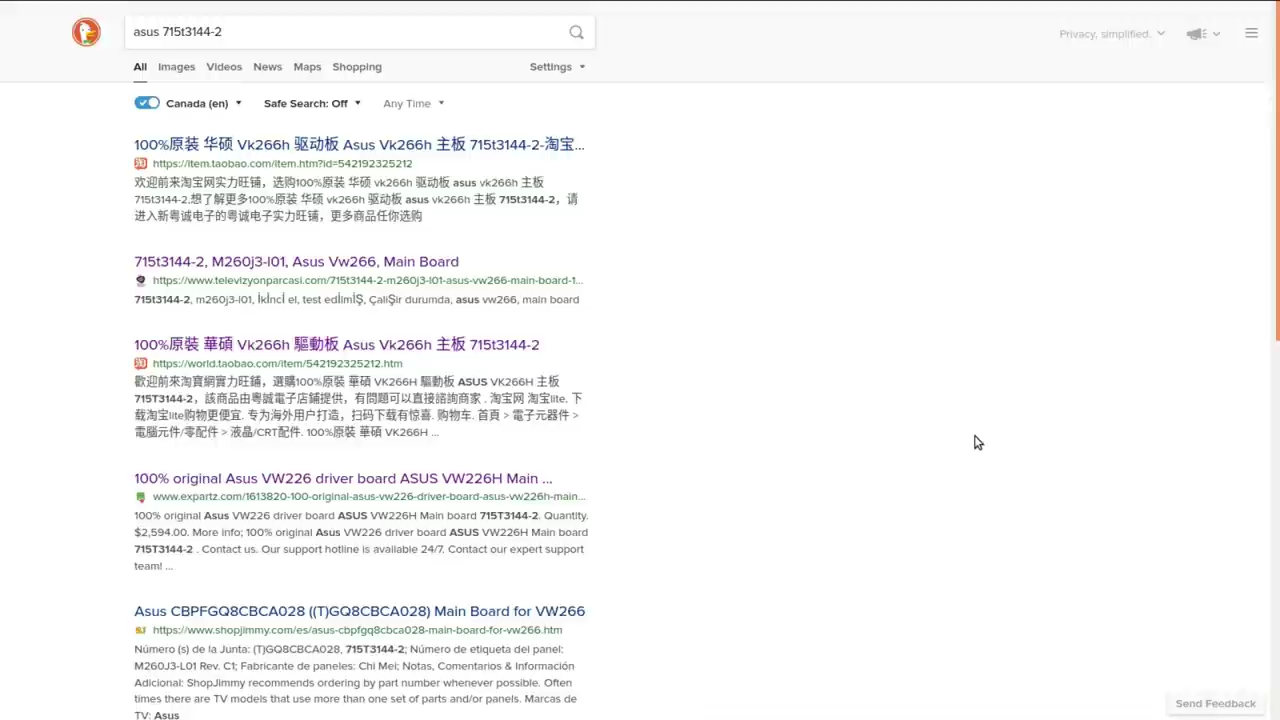 asus 715t3144-2
Privacy, simplified.
All Images Videos News Maps Shopping Settings
Canada (en) Safe Search: Off Any Time
100%原装 华硕 Vk266h 驱动板 Asus Vk266h 主板 715t3144-2-淘宝...
https://item.taobao.com/item.htm?id=542192325212
欢迎前来淘宝网实力旺铺，选购100%原装 华硕 vk266h 驱动板 asus vk266h 主板
715t3144-2,想了解更多100%原装 华硕 vk266h 驱动板 asus vk266h 主板 715t3144-2，请
进入新粤诚电子的粤诚电子实力旺铺，更多商品任你选购
715t3144-2, M260j3-l01, Asus Vw266, Main Board
https://www.televizyonparcasi.com/715t3144-2-m260j3-l01-asus-vw266-main-board-1...
715t3144-2, m260j3-l01, İkİncİ el, test edİlmİŞ, ÇaliŞir durumda, asus vw266, main board
100%原裝 華碩 Vk266h 驅動板 Asus Vk266h 主板 715t3144-2
https://world.taobao.com/item/542192325212.htm
歡迎前來淘寶網實力旺鋪，選購100%原裝 華碩 VK266H 驅動板 ASUS VK266H 主板
715T3144-2，該商品由粵誠電子店鋪提供，有問題可以直接諮詢商家 . 淘宝网 淘宝lite. 下
载淘宝lite购物更便宜. 专为海外用户打造，扫码下载有惊喜. 购物车. 首頁 > 電子元器件 >
電腦元件/零配件 > 液晶/CRT配件. 100%原裝 華碩 VK266H ...
100% original Asus VW226 driver board ASUS VW226H Main ...
www.expartz.com/1613820-100-original-asus-vw226-driver-board-asus-vw226h-main...
100% original Asus VW226 driver board ASUS VW226H Main board 715T3144-2. Quantity.
$2,594.00. More info; 100% original Asus VW226 driver board ASUS VW226H Main board
715T3144-2 . Contact us. Our support hotline is available 24/7. Contact our expert support
team! ...
Asus CBPFGQ8CBCA028 ((T)GQ8CBCA028) Main Board for VW266
https://www.shopjimmy.com/es/asus-cbpfgq8cbca028-main-board-for-vw266.htm
Número (s) de la Junta: (T)GQ8CBCA028, 715T3144-2; Número de etiqueta del panel:
M260J3-L01 Rev. C1; Fabricante de paneles: Chi Mei; Notas, Comentarios & Información
Adicional: ShopJimmy recommends ordering by part number whenever possible. Often
times there are TV models that use more than one set of parts and/or panels. Marcas de
TV: Asus
Send Feedback